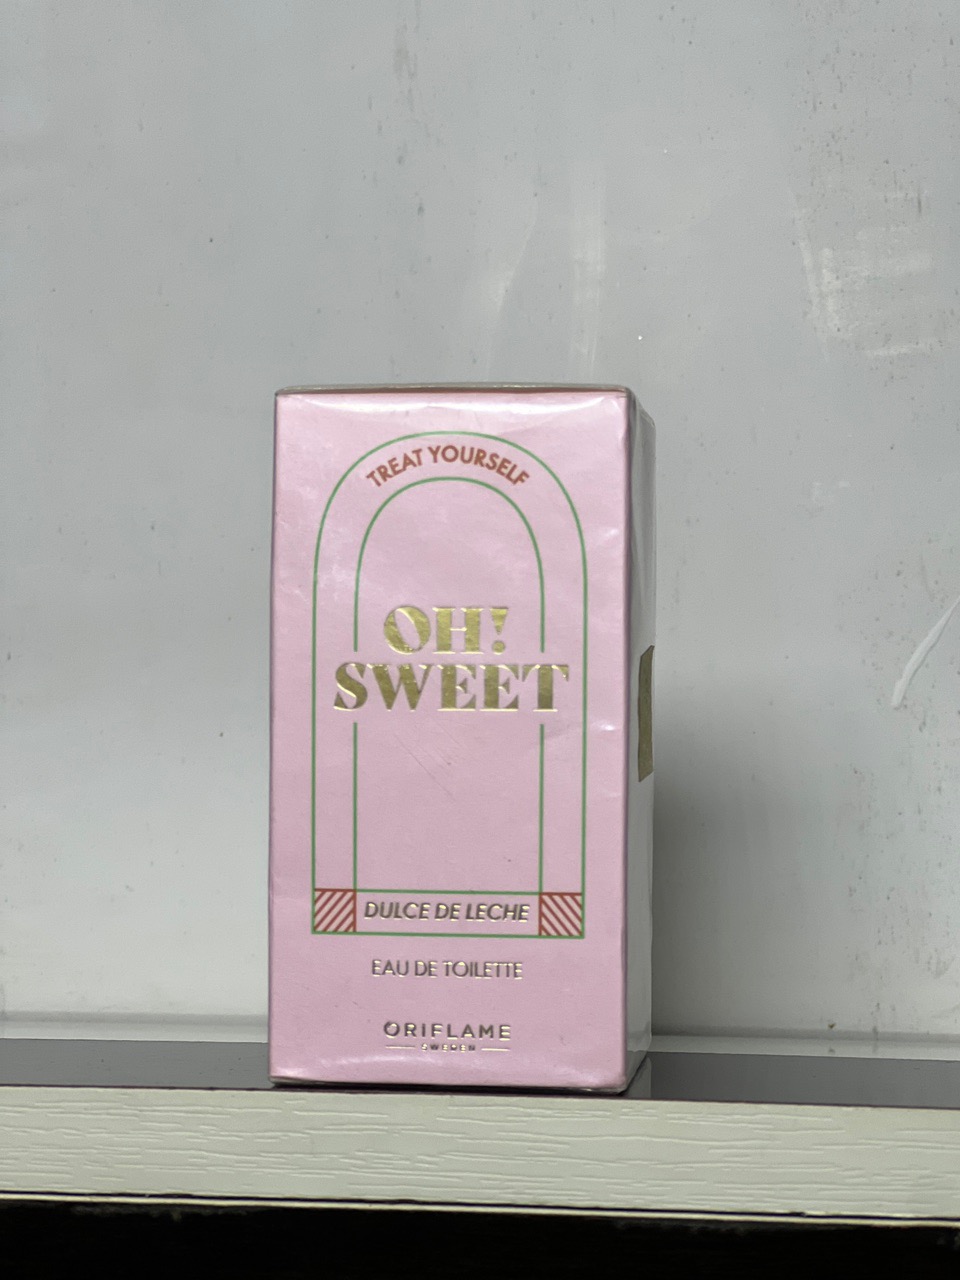 TREAT YOURSELF
OH!
SWEET
DULCE DE LECHE
EAU DE TOILETTE
ORIFLAME
SWEDEN